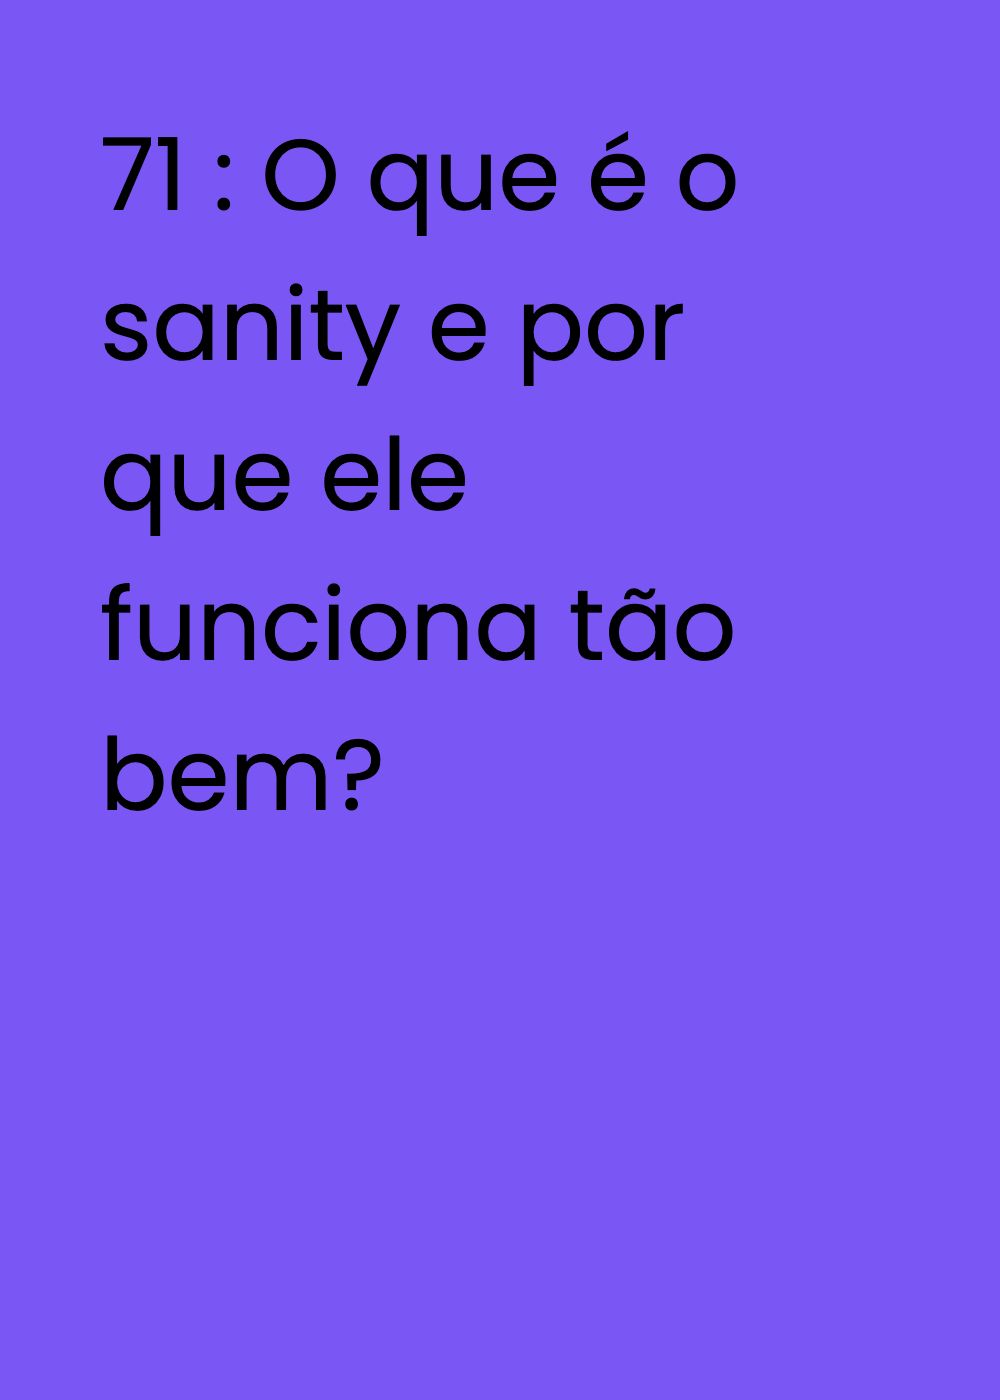 71 : O que é o
sanity e por
que ele
funciona tão
bem?